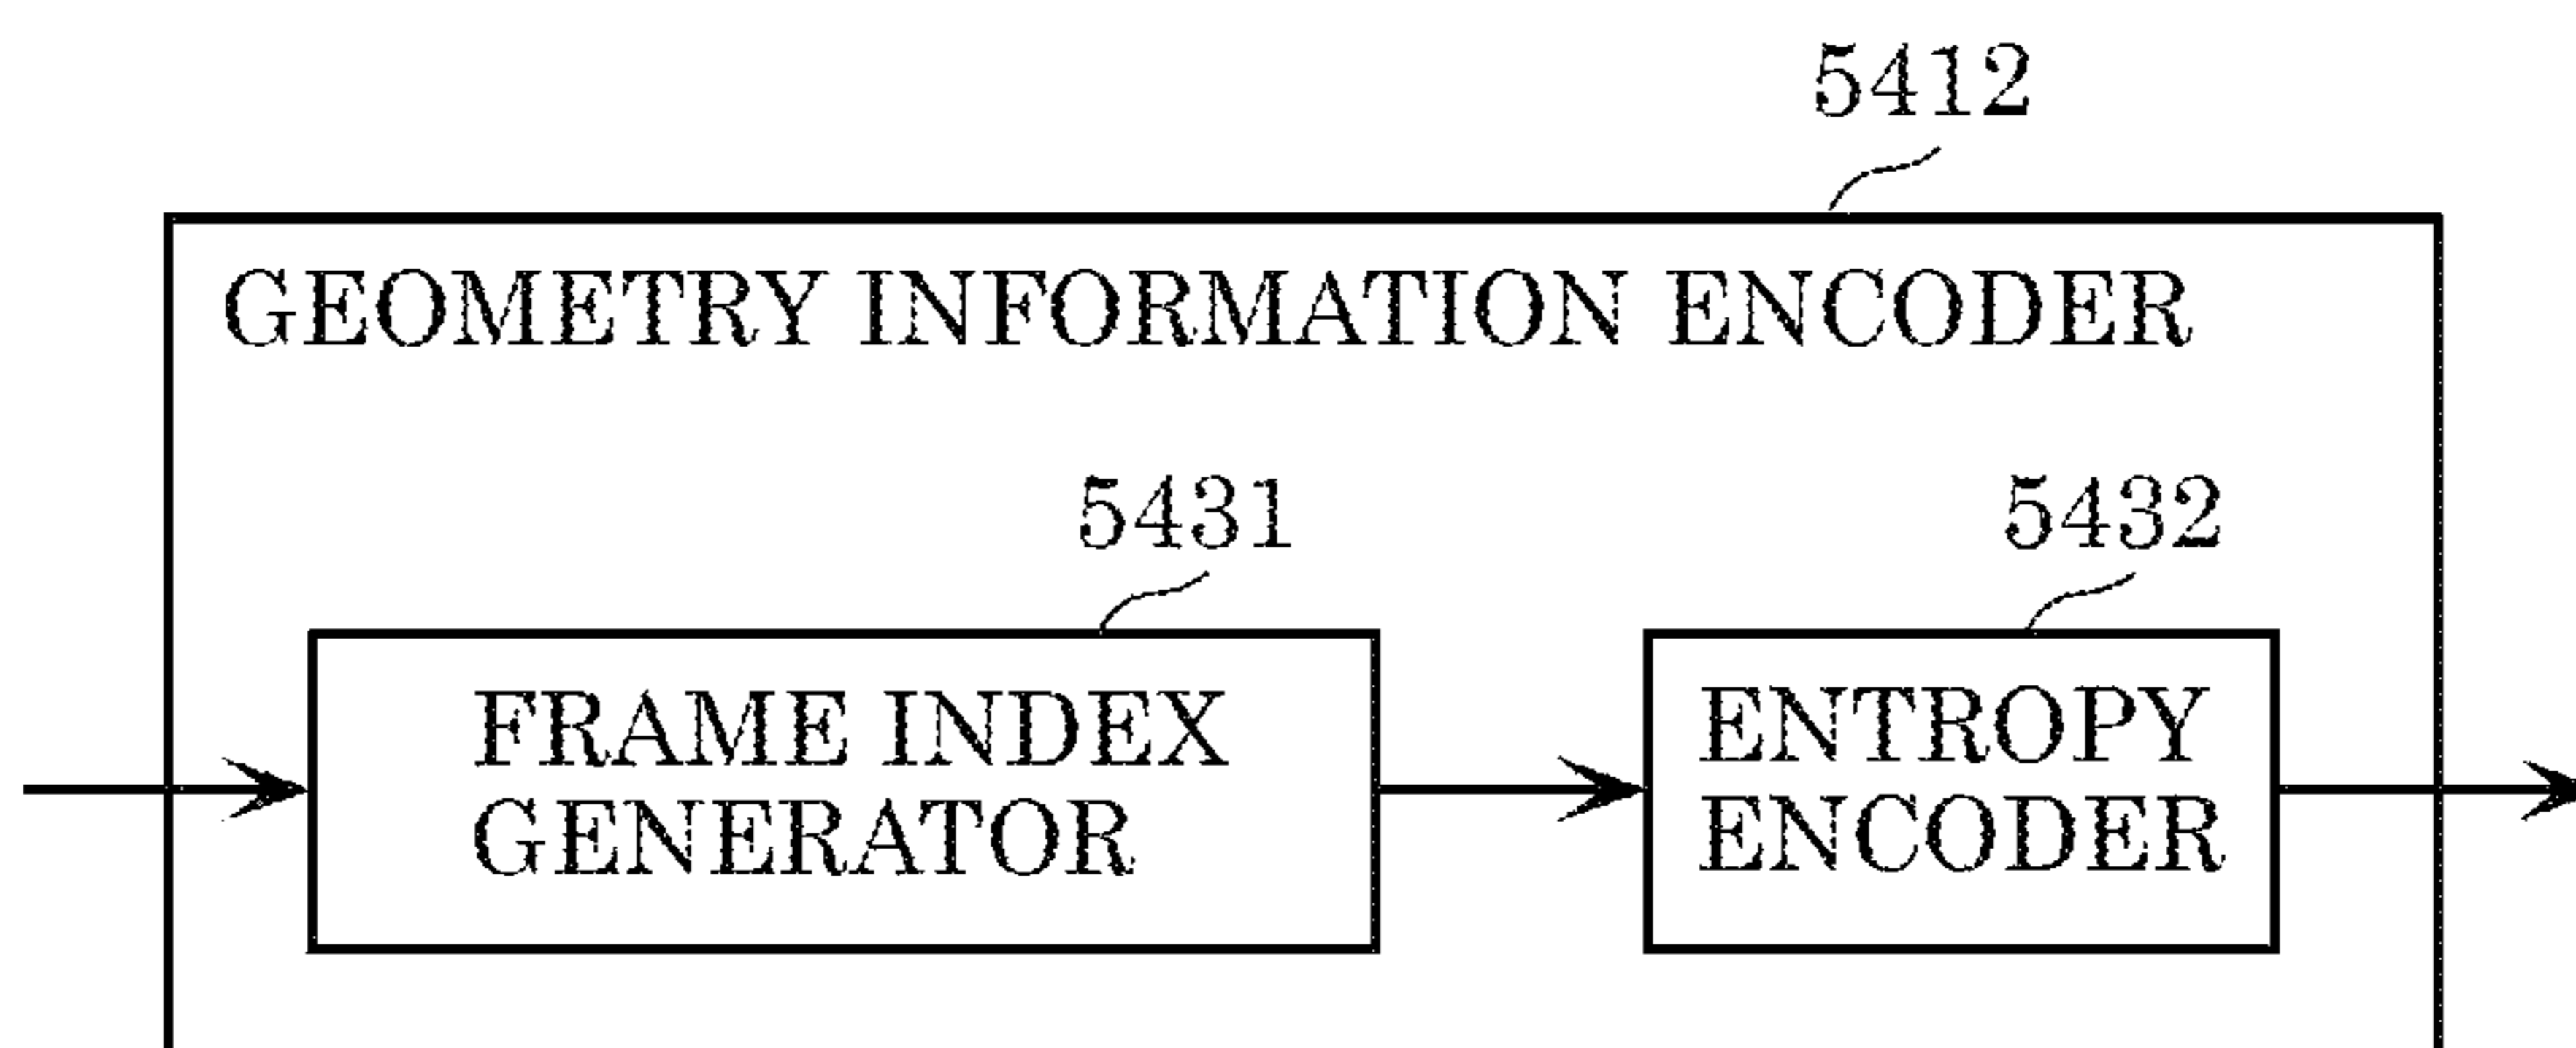 5412
GEOMETRY INFORMATION ENCODER
5431
5432
FRAME INDEX
GENERATOR
ENTROPY
ENCODER